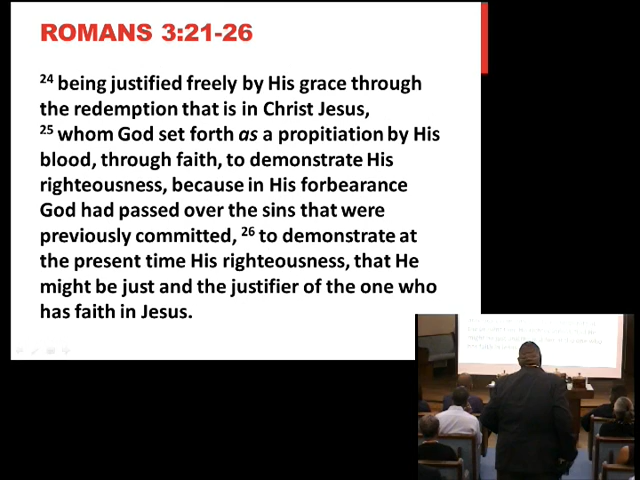 ROMANS 3:21-26
24 being justified freely by His grace through
the redemption that is in Christ Jesus,
25 whom God set forth as a propitiation by His
blood, through faith, to demonstrate His
righteousness, because in His forbearance
God had passed over the sins that were
previously committed, 26 to demonstrate at
the present time His righteousness, that He
might be just and the justifier of the one who
has faith in Jesus.